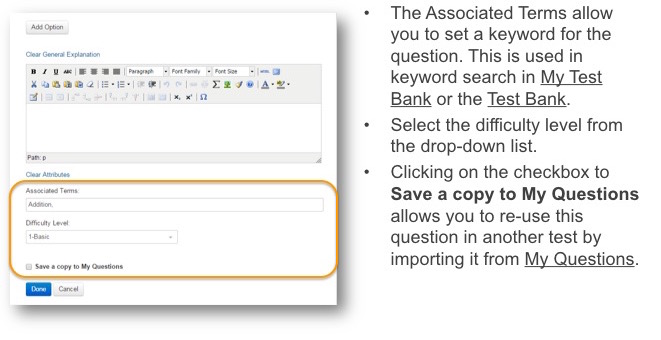 Add Option
Clear General Explanation
B I U ABC Paragraph Font Family Font Size HTML
Path: p
Clear Attributes
Associated Terms:
Addition,
Difficulty Level:
1-Basic
Save a copy to My Questions
Done Cancel
• The Associated Terms allow
you to set a keyword for the
question. This is used in
keyword search in My Test
Bank or the Test Bank.
• Select the difficulty level from
the drop-down list.
• Clicking on the checkbox to
Save a copy to My Questions
allows you to re-use this
question in another test by
importing it from My Questions.